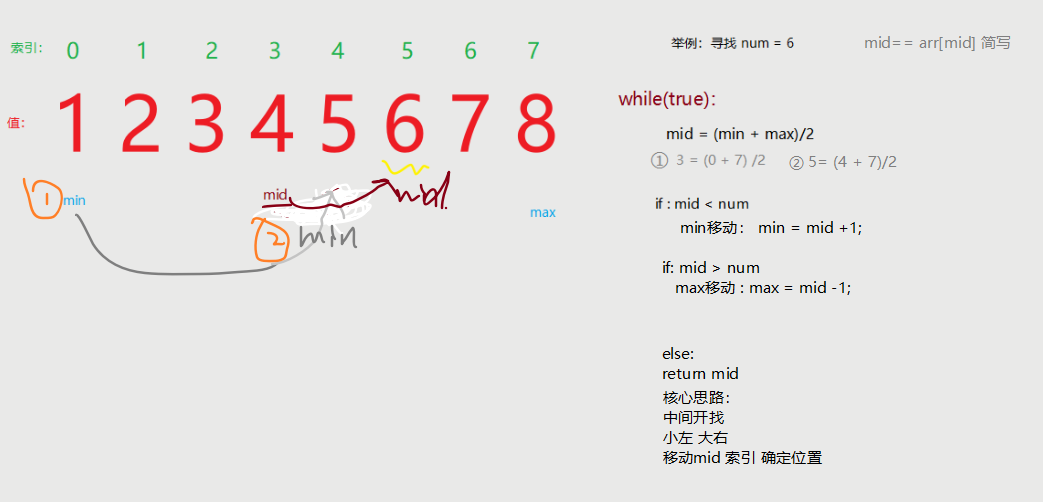 索引: 0 1 2 3 4 5 6 7
值: 1 2 3 4 5 6 7 8
1 min mid mid. max
2 min
举例: 寻找 num = 6 mid== arr[mid] 简写
while(true):
mid = (min + max)/2
① 3 = (0 + 7) /2 ② 5= (4 + 7)/2
if : mid < num
min移动: min = mid +1;
if: mid > num
max移动 : max = mid -1;
else:
return mid
核心思路:
中间开找
小左 大右
移动mid 索引 确定位置